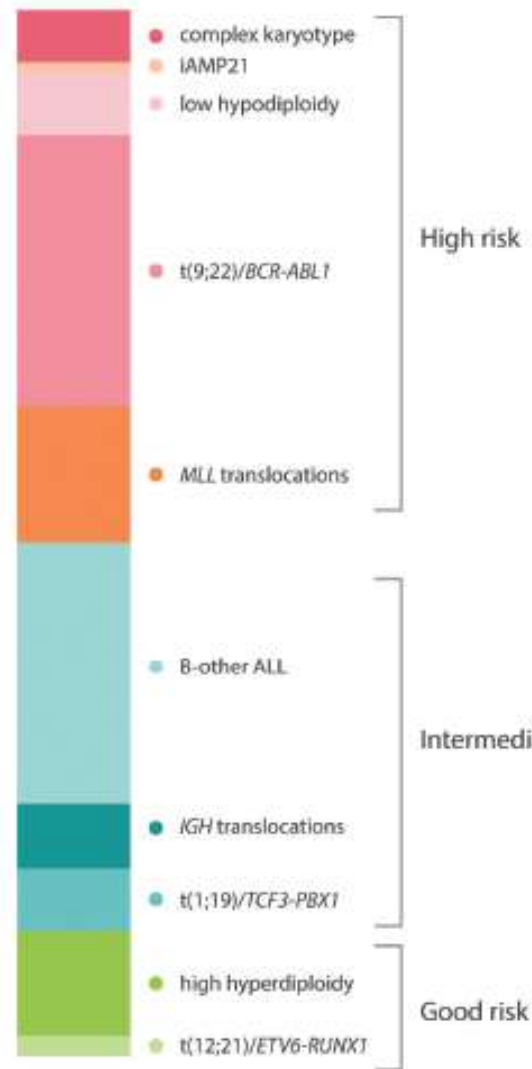 complex karyotype
iAMP21
low hypodiploidy
High risk
t(9;22)/BCR-ABL1
MLL translocations
B-other ALL
Intermedi
IGH translocations
t(1;19)/TCF3-PBX1
high hyperdiploidy
Good risk
t(12;21)/ETV6-RUNX1